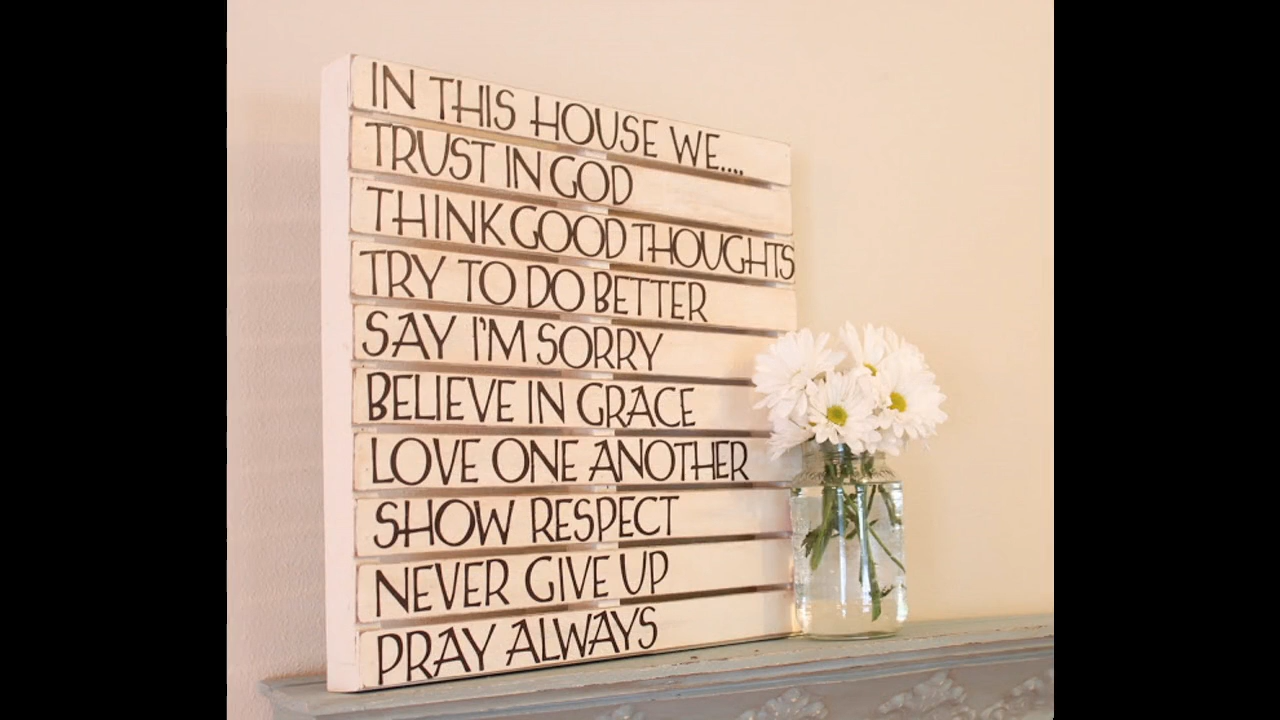 IN THIS HOUSE WE....
TRUST IN GOD
THINK GOOD THOUGHTS
TRY TO DO BETTER
SAY I'M SORRY
BELIEVE IN GRACE
LOVE ONE ANOTHER
SHOW RESPECT
NEVER GIVE UP
PRAY ALWAYS